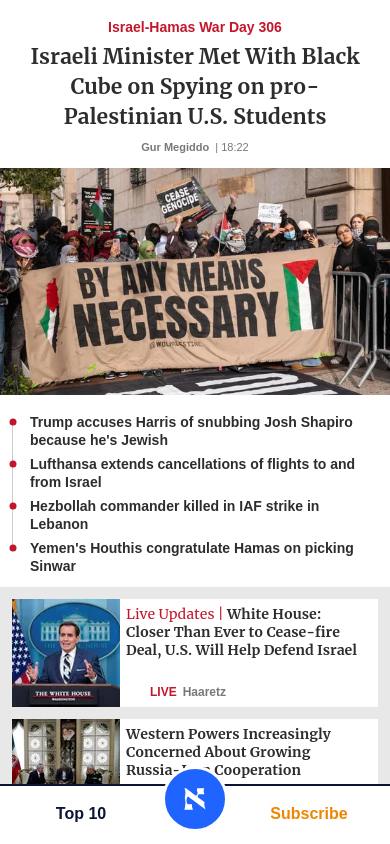 Israel-Hamas War Day 306
Israeli Minister Met With Black
Cube on Spying on pro-
Palestinian U.S. Students
Gur Megiddo | 18:22
CEASE
GENOCIDE
BY ANY MEANS
NECESSARY
@WOLPALESTINE
Trump accuses Harris of snubbing Josh Shapiro
because he's Jewish
Lufthansa extends cancellations of flights to and
from Israel
Hezbollah commander killed in IAF strike in
Lebanon
Yemen's Houthis congratulate Hamas on picking
Sinwar
Live Updates | White House:
Closer Than Ever to Cease-fire
Deal, U.S. Will Help Defend Israel
THE WHITE HOUSE
WASHINGTON
LIVE Haaretz
Western Powers Increasingly
Concerned About Growing
Cooperation
Top 10
Subscribe